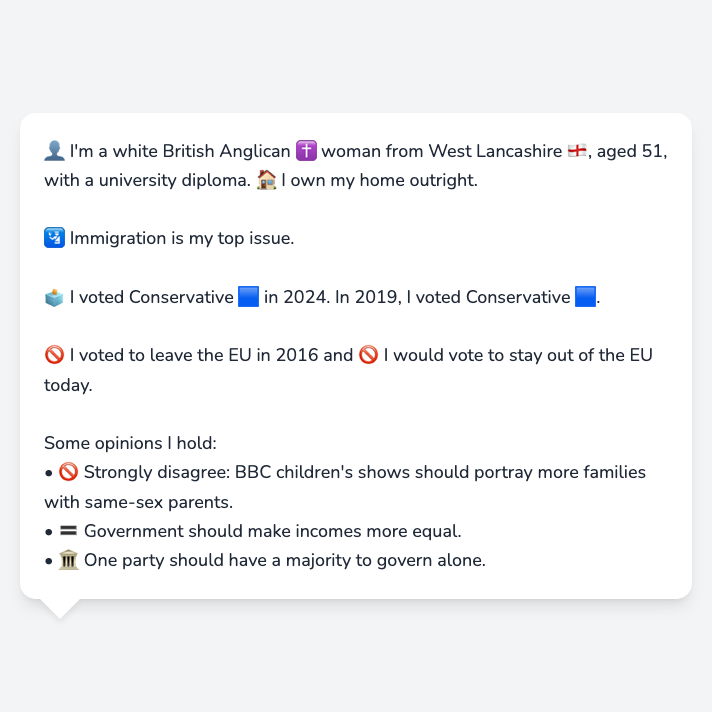 👤 I'm a white British Anglican ✝️ woman from West Lancashire 🏴󠁧󠁢󠁥󠁮󠁧󠁿, aged 51,
with a university diploma. 🏠 I own my home outright.
🛂 Immigration is my top issue.
🗳️ I voted Conservative 🟦 in 2024. In 2019, I voted Conservative 🟦.
🚫 I voted to leave the EU in 2016 and 🚫 I would vote to stay out of the EU
today.
Some opinions I hold:
• 🚫 Strongly disagree: BBC children's shows should portray more families
with same-sex parents.
• 🟰 Government should make incomes more equal.
• 🏛️ One party should have a majority to govern alone.